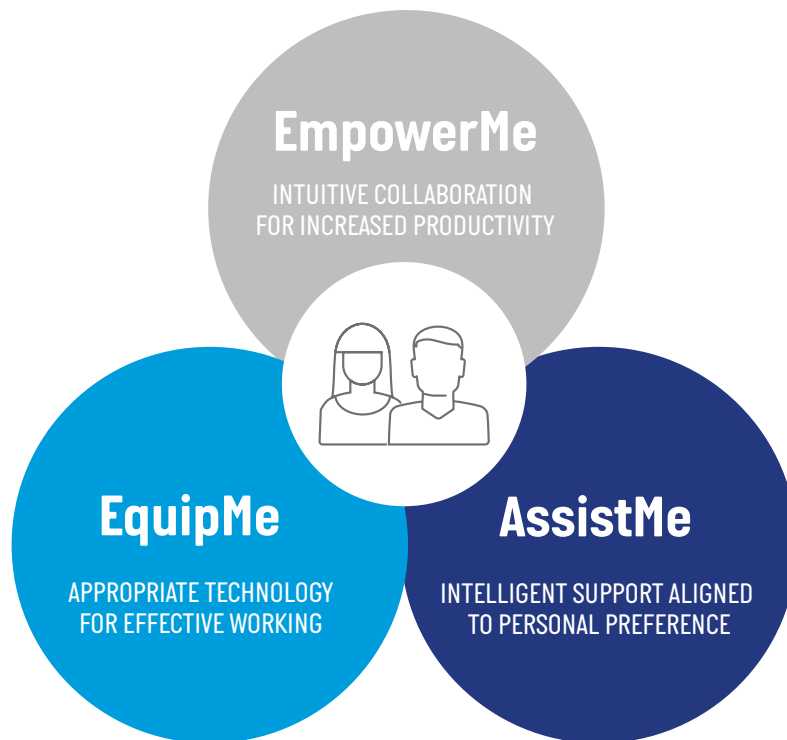 EmpowerMe
INTUITIVE COLLABORATION
FOR INCREASED PRODUCTIVITY
EquipMe
APPROPRIATE TECHNOLOGY
FOR EFFECTIVE WORKING
AssistMe
INTELLIGENT SUPPORT ALIGNED
TO PERSONAL PREFERENCE